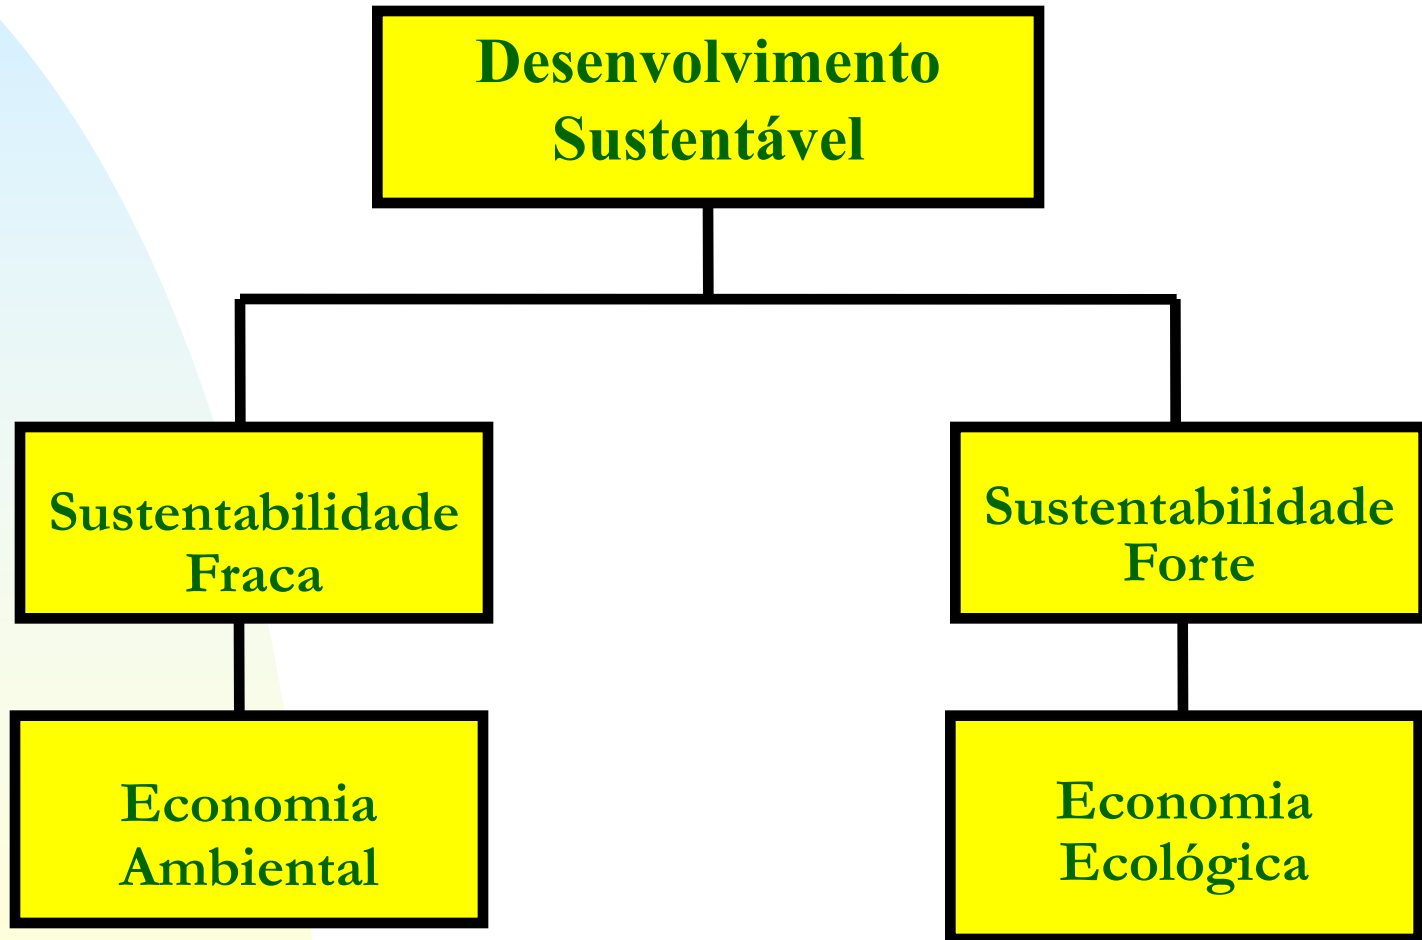 Desenvolvimento
Sustentável
Sustentabilidade
Fraca
Sustentabilidade
Forte
Economia
Ambiental
Economia
Ecológica